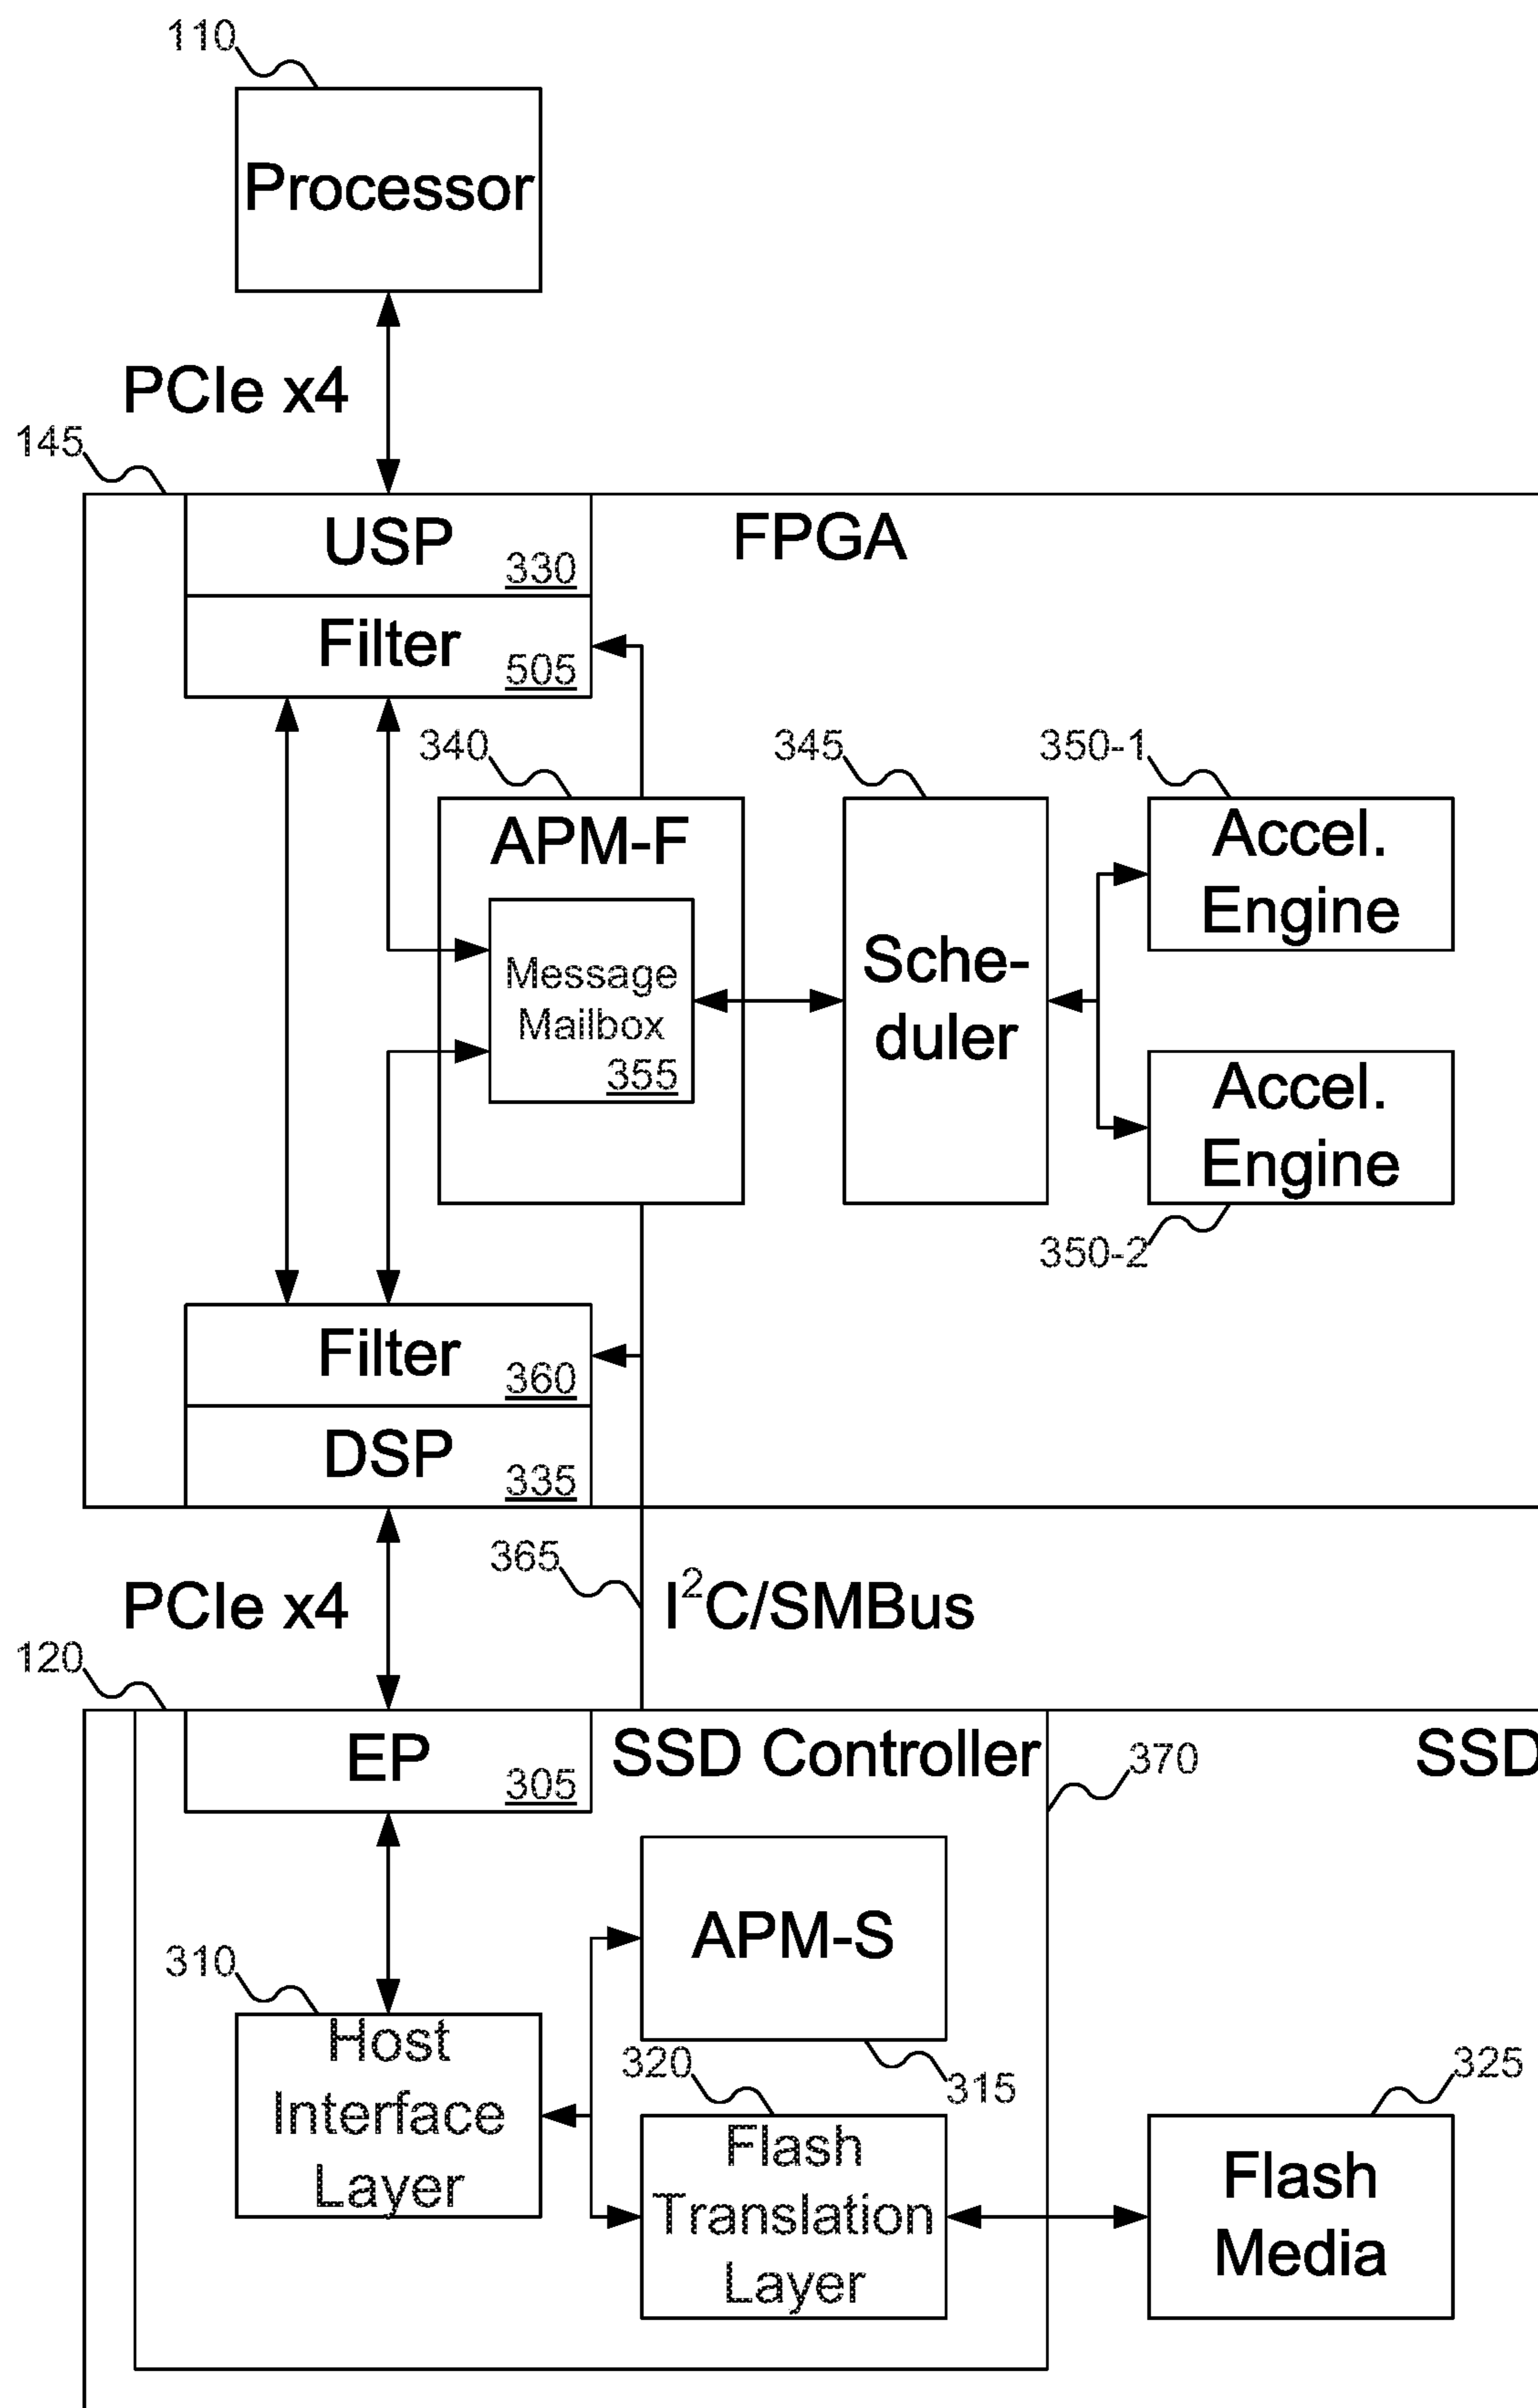 110
Processor
PCIe x4
145
USP
330
FPGA
Filter
505
340
345
350-1
APM-F
Accel.
Engine
Message
Mailbox
355
Sche-
duler
Accel.
Engine
350-2
Filter
360
DSP
335
365
PCIe x4
I²C/SMBus
120
EP
305
SSD Controller
370
SSD
APM-S
310
Host
Interface
Layer
315
320
325
Flash
Translation
Layer
Flash
Media